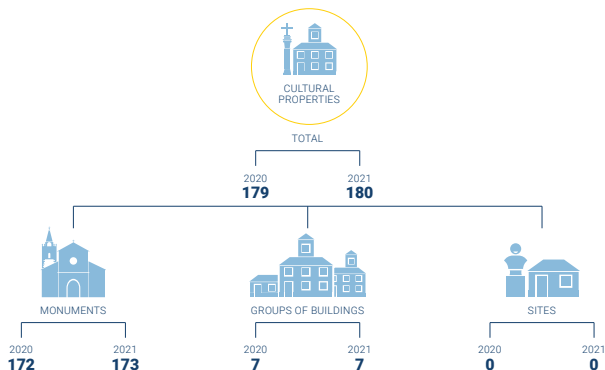 CULTURAL
PROPERTIES
TOTAL
2020 2021
179 180
MONUMENTS GROUPS OF BUILDINGS SITES
2020 2021 2020 2021 2020 2021
172 173 7 7 0 0